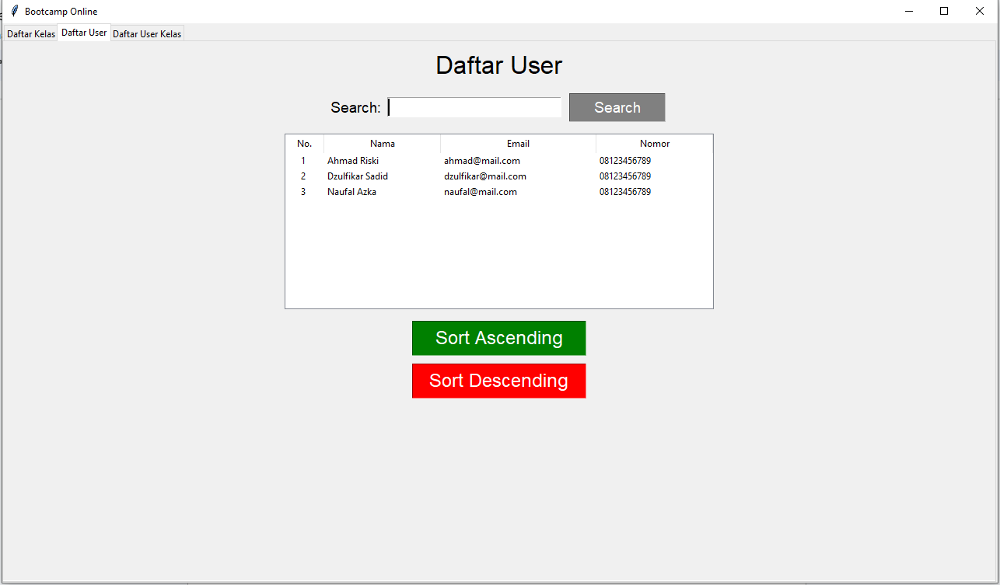 Bootcamp Online
Daftar Kelas Daftar User Daftar User Kelas
Daftar User
Search: Search
No. Nama Email Nomor
1 Ahmad Riski ahmad@mail.com 08123456789
2 Dzulfikar Sadid dzulfikar@mail.com 08123456789
3 Naufal Azka naufal@mail.com 08123456789
Sort Ascending
Sort Descending